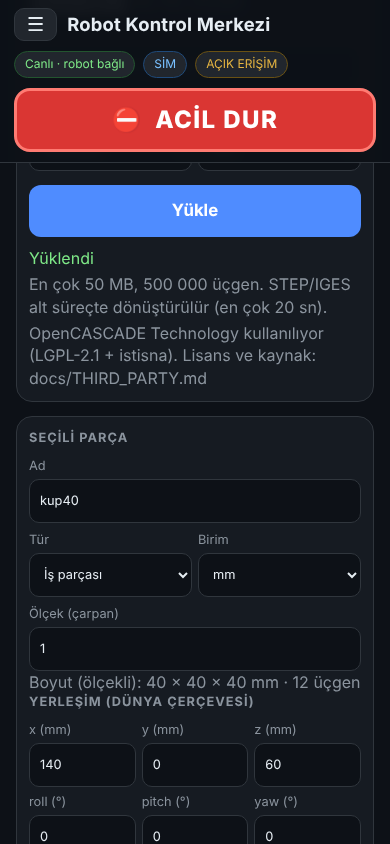 ☰ Robot Kontrol Merkezi
Canlı · robot bağlı SİM AÇIK ERİŞİM
⛔ ACİL DUR
Yükle
Yüklendi
En çok 50 MB, 500 000 üçgen. STEP/IGES
alt süreçte dönüştürülür (en çok 20 sn).
OpenCASCADE Technology kullanılıyor
(LGPL-2.1 + istisna). Lisans ve kaynak:
docs/THIRD_PARTY.md
SEÇİLİ PARÇA
Ad
kup40
Tür Birim
İş parçası mm
Ölçek (çarpan)
1
Boyut (ölçekli): 40 × 40 × 40 mm · 12 üçgen
YERLEŞİM (DÜNYA ÇERÇEVESİ)
x (mm) y (mm) z (mm)
140 0 60
roll (°) pitch (°) yaw (°)
0 0 0